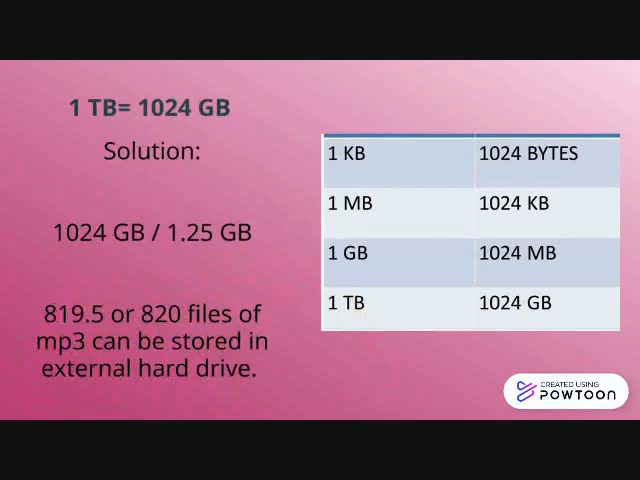 1 TB= 1024 GB
Solution:
1024 GB / 1.25 GB
819.5 or 820 files of
mp3 can be stored in
external hard drive.
1 KB 1024 BYTES
1 MB 1024 KB
1 GB 1024 MB
1 TB 1024 GB
CREATED USING
POWTOON